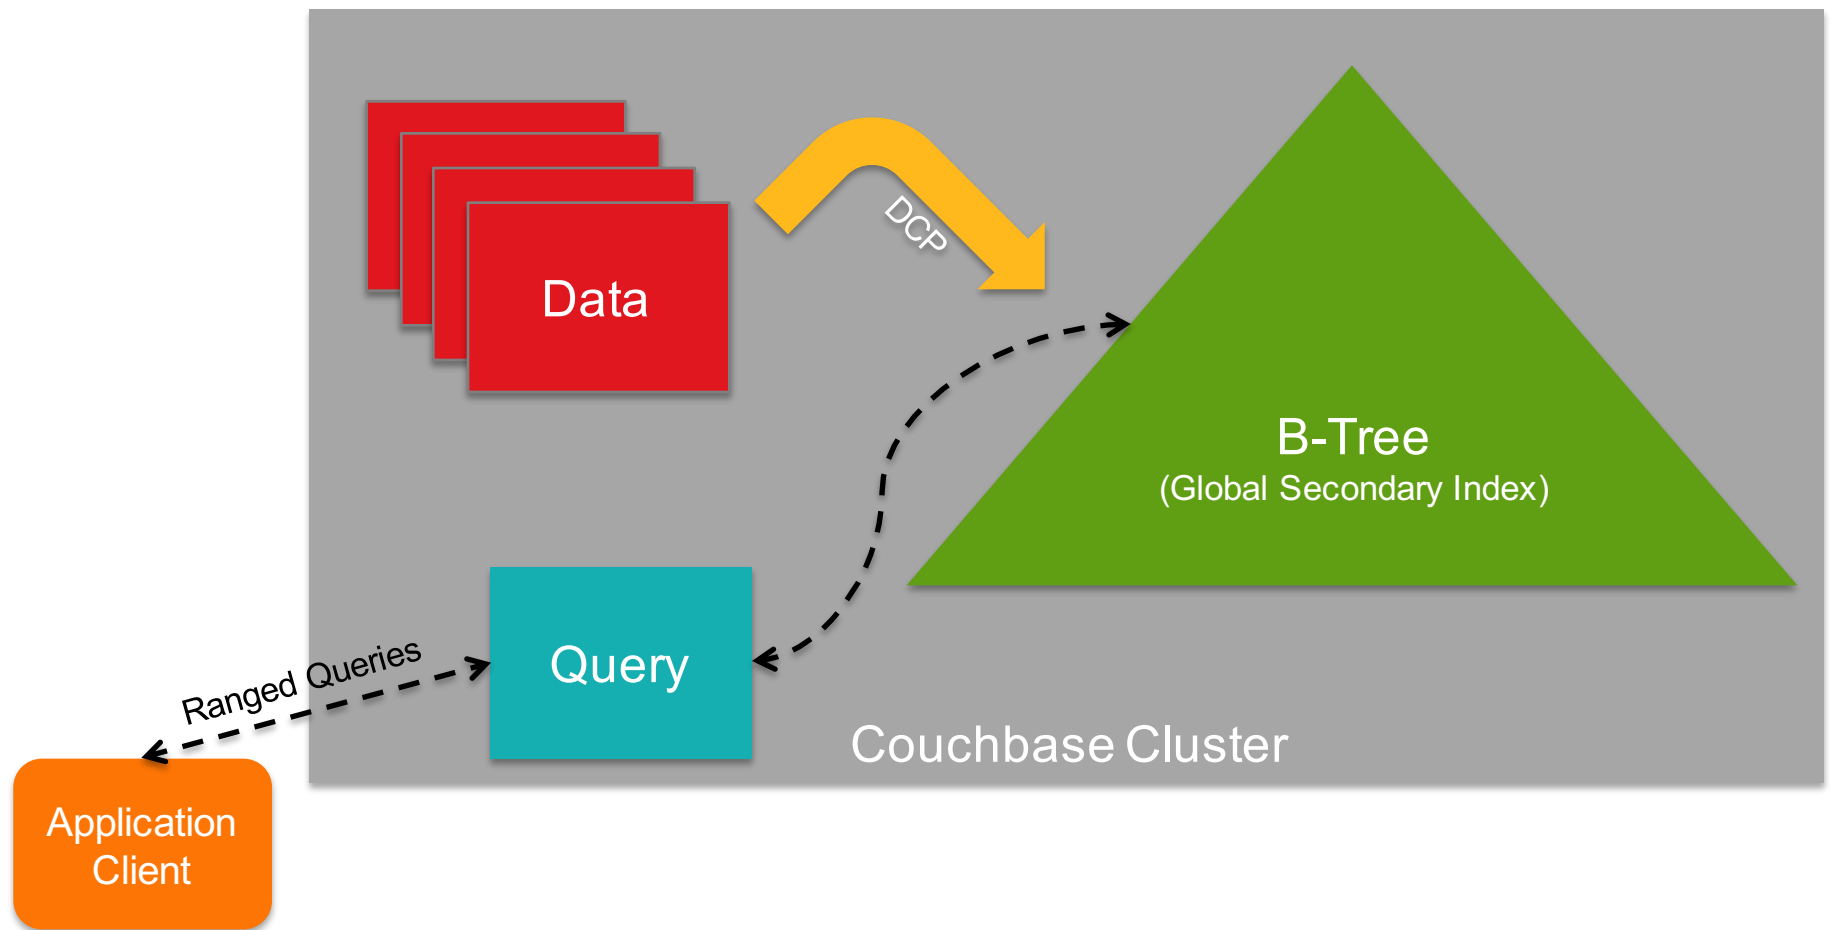 DCP
Data
B-Tree
(Global Secondary Index)
Ranged Queries
Query
Couchbase Cluster
Application
Client